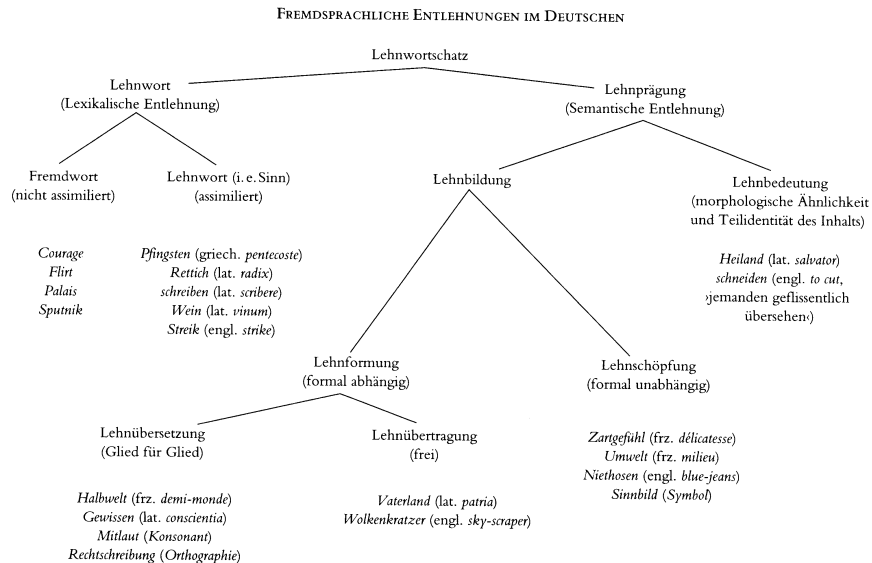 FREMDSPRACHLICHE ENTLEHNUNGEN IM DEUTSCHEN
Lehnwortschatz
Lehnwort
(Lexikalische Entlehnung)
Lehnprägung
(Semantische Entlehnung)
Fremdwort
(nicht assimiliert)
Lehnwort (i. e. Sinn)
(assimiliert)
Lehnbildung
Lehnbedeutung
(morphologische Ähnlichkeit
und Teilidentität des Inhalts)
Courage
Flirt
Palais
Sputnik
Pfingsten (griech. pentecoste)
Rettich (lat. radix)
schreiben (lat. scribere)
Wein (lat. vinum)
Streik (engl. strike)
Heiland (lat. salvator)
schneiden (engl. to cut,
›jemanden geflissentlich
übersehen‹)
Lehnformung
(formal abhängig)
Lehnschöpfung
(formal unabhängig)
Lehnübersetzung
(Glied für Glied)
Lehnübertragung
(frei)
Zartgefühl (frz. délicatesse)
Umwelt (frz. milieu)
Niethosen (engl. blue-jeans)
Sinnbild (Symbol)
Halbwelt (frz. demi-monde)
Gewissen (lat. conscientia)
Mitlaut (Konsonant)
Rechtschreibung (Orthographie)
Vaterland (lat. patria)
Wolkenkratzer (engl. sky-scraper)